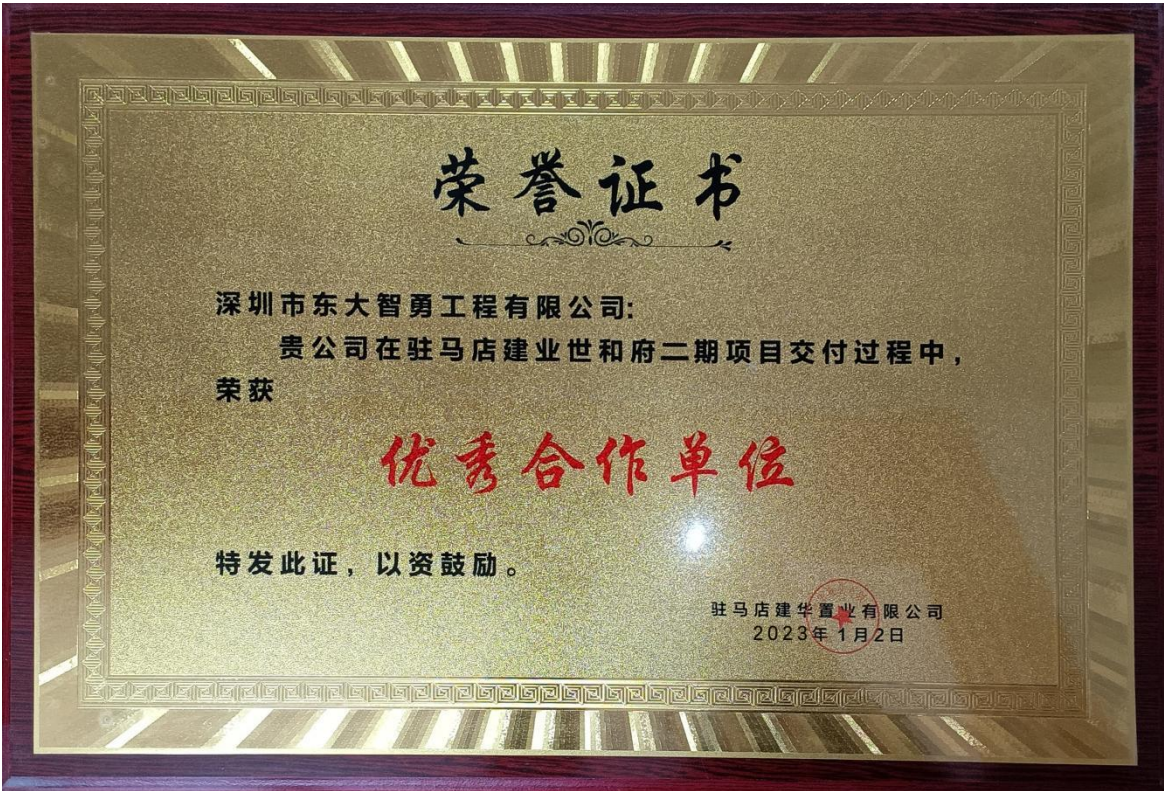 荣誉证书
深圳市东大智勇工程有限公司:
贵公司在驻马店建业世和府二期项目交付过程中，
荣获
优秀合作单位
特发此证，以资鼓励。
驻马店建华置业有限公司
2023年1月2日